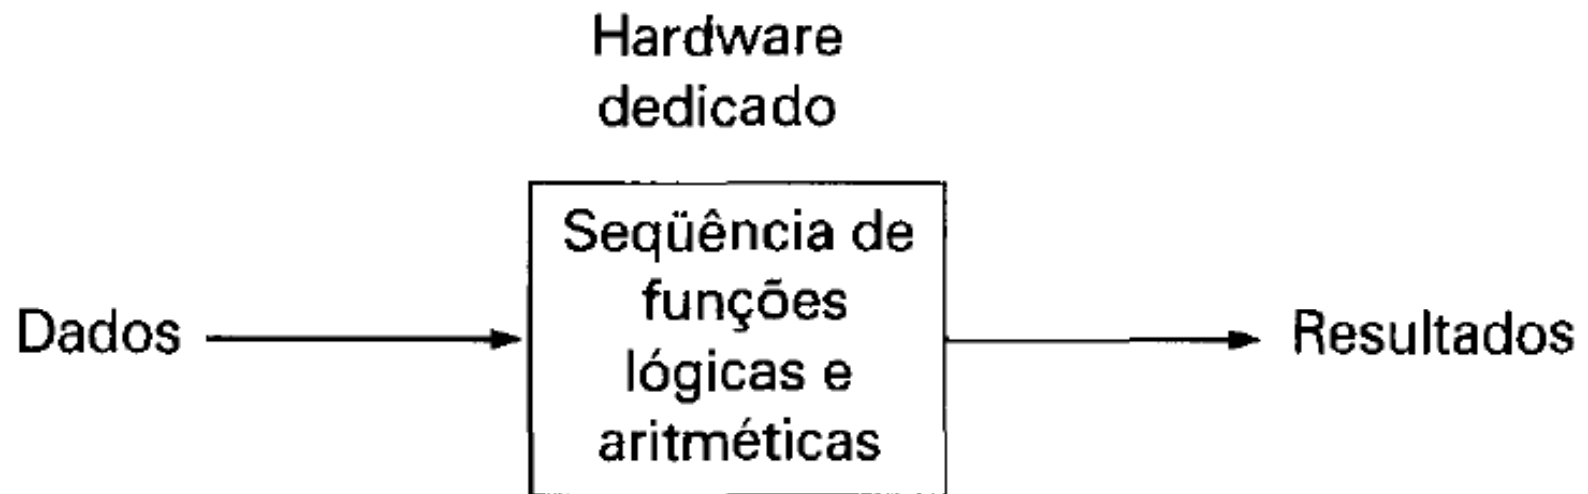 Hardware
dedicado
Seqüência de
funções
lógicas e
aritméticas
Dados
Resultados